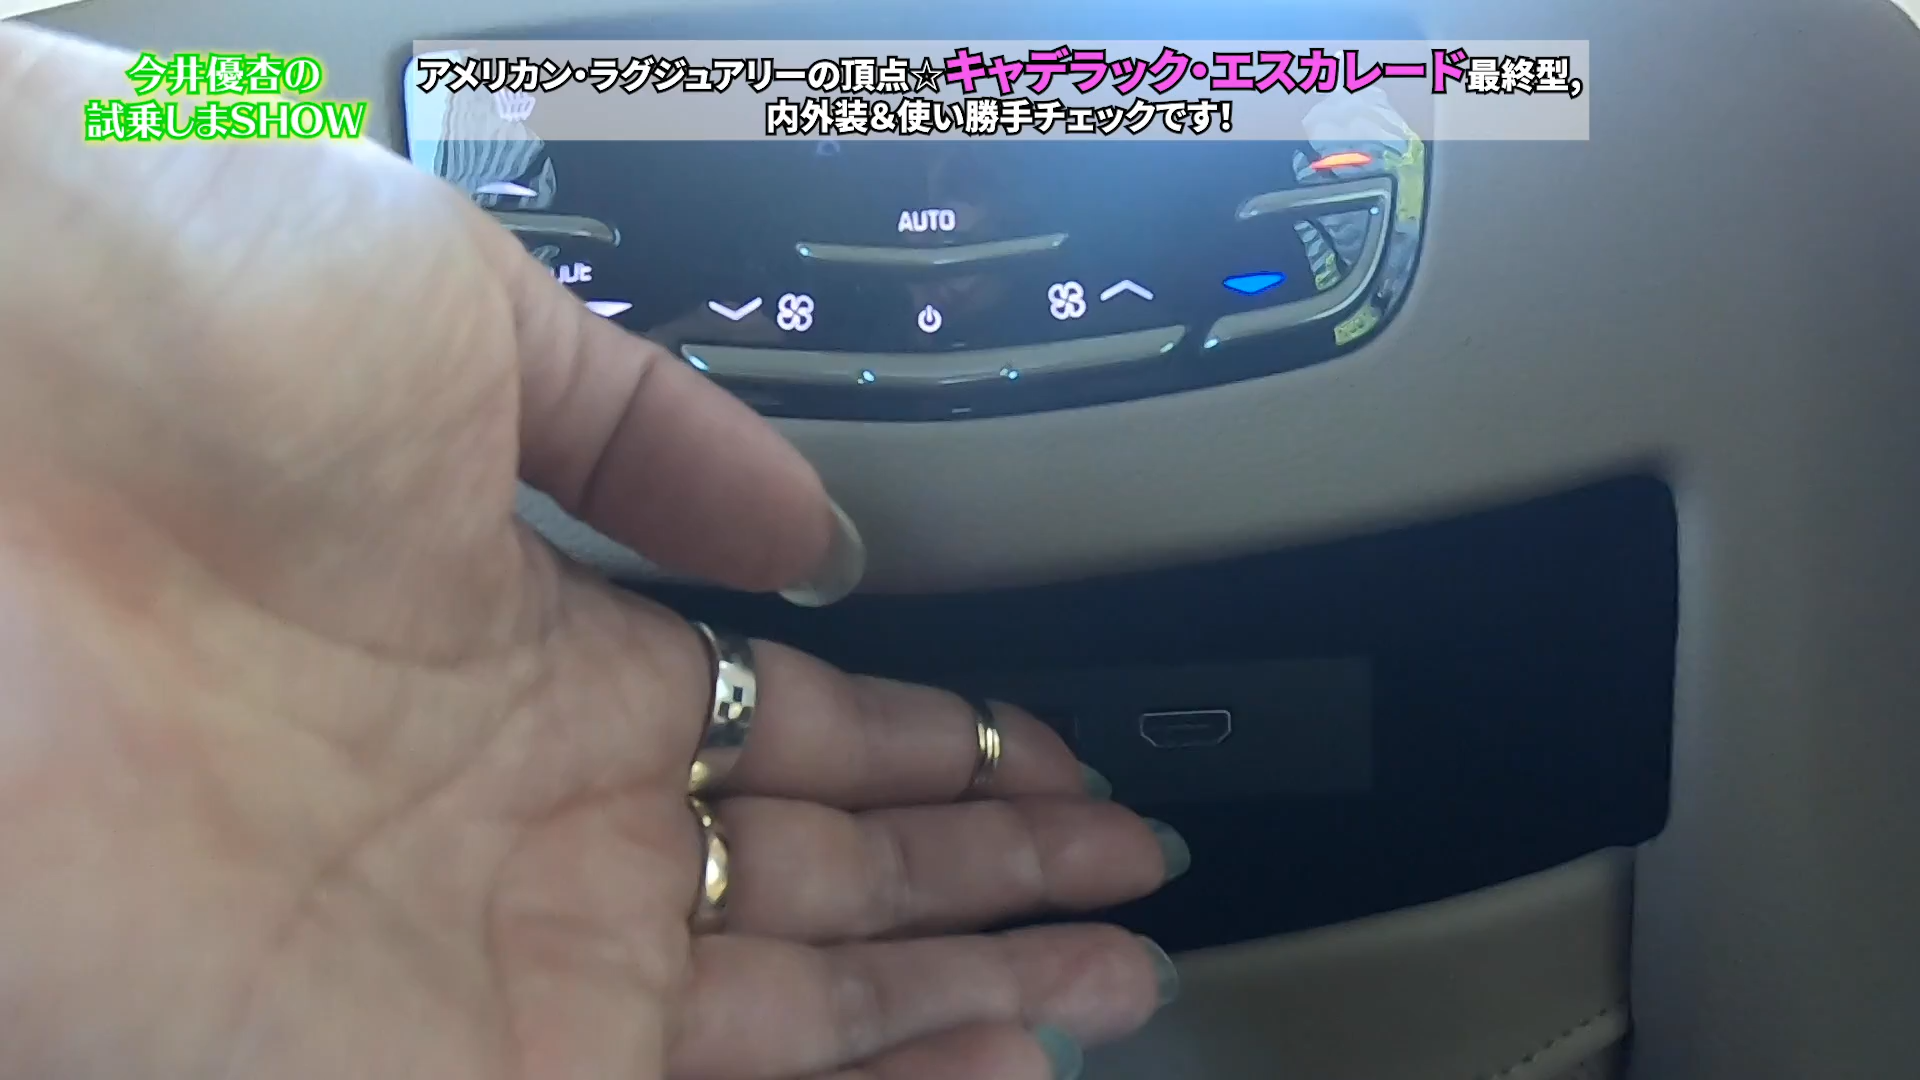 今井優杏の
試乗しまSHOW
アメリカン・ラグジュアリーの頂点☆キャデラック・エスカレード最終型,
内外装&使い勝手チェックです!
AUTO